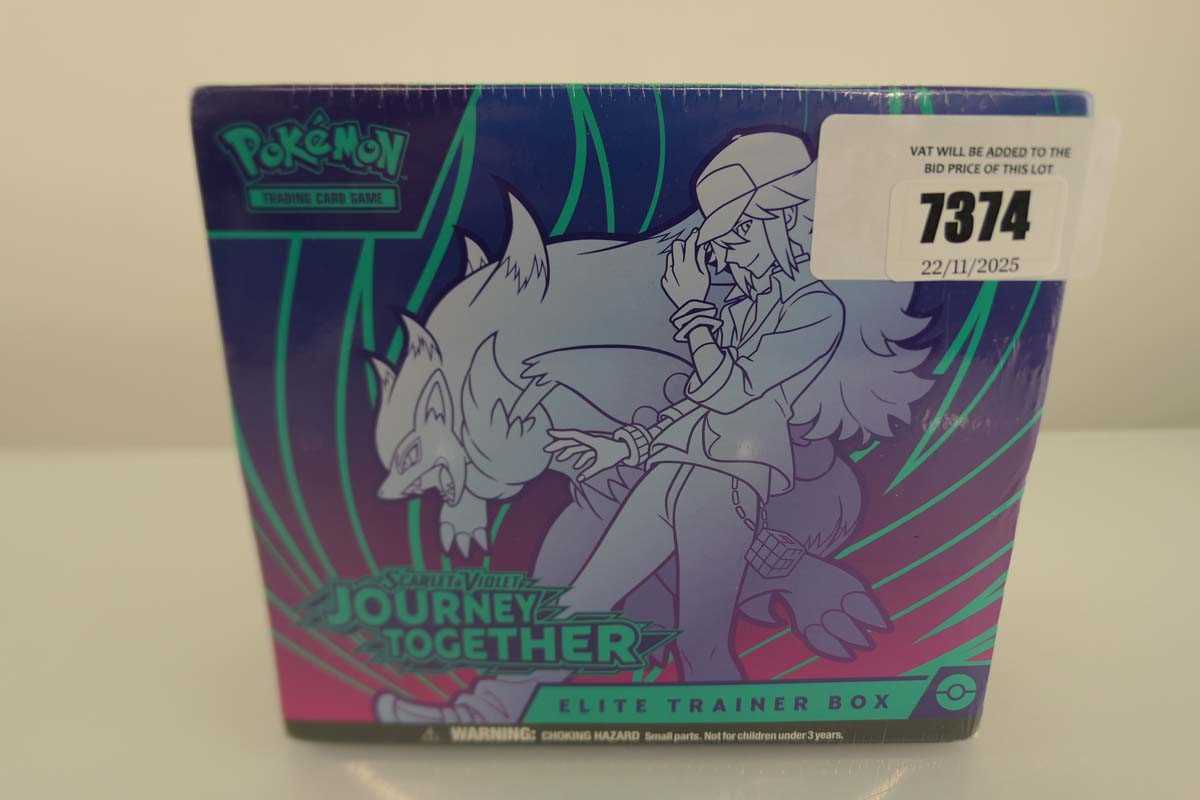 POKéMON
TRADING CARD GAME
VAT WILL BE ADDED TO THE
BID PRICE OF THIS LOT
7374
22/11/2025
SCARLET & VIOLET
JOURNEY
TOGETHER
ELITE TRAINER BOX
WARNING: CHOKING HAZARD Small parts. Not for children under 3 years.